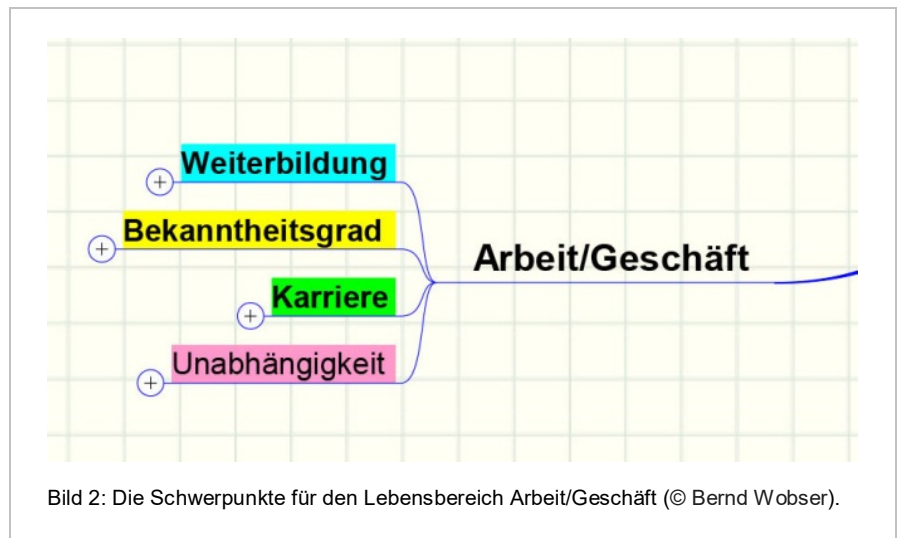 Weiterbildung
Bekanntheitsgrad
Arbeit/Geschäft
Karriere
Unabhängigkeit
Bild 2: Die Schwerpunkte für den Lebensbereich Arbeit/Geschäft (© Bernd Wobser).